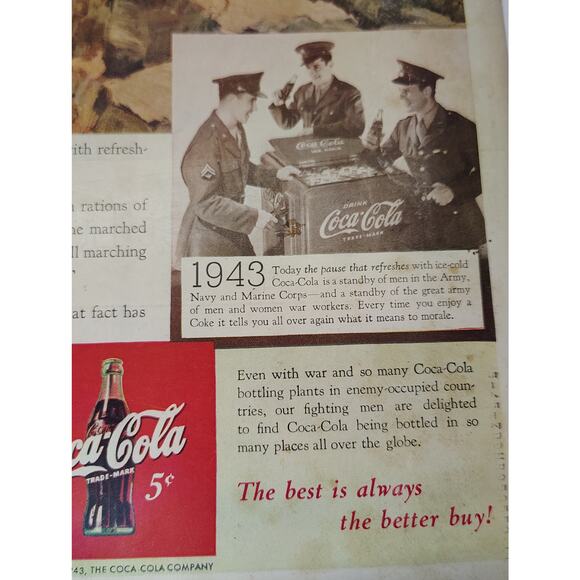 Coca-Cola
DRINK
Coca-Cola
TRADE-MARK
ith refresh-
rations of
ne marched
ll marching
at fact has
1943 Today the pause that refreshes with ice-cold
Coca-Cola is a standby of men in the Army,
Navy and Marine Corps—and a standby of the great army
of men and women war workers. Every time you enjoy a
Coke it tells you all over again what it means to morale.
ca-Cola
TRADE-MARK
5¢
Even with war and so many Coca-Cola
bottling plants in enemy-occupied coun-
tries, our fighting men are delighted
to find Coca-Cola being bottled in so
many places all over the globe.
The best is always
the better buy!
43, THE COCA-COLA COMPANY